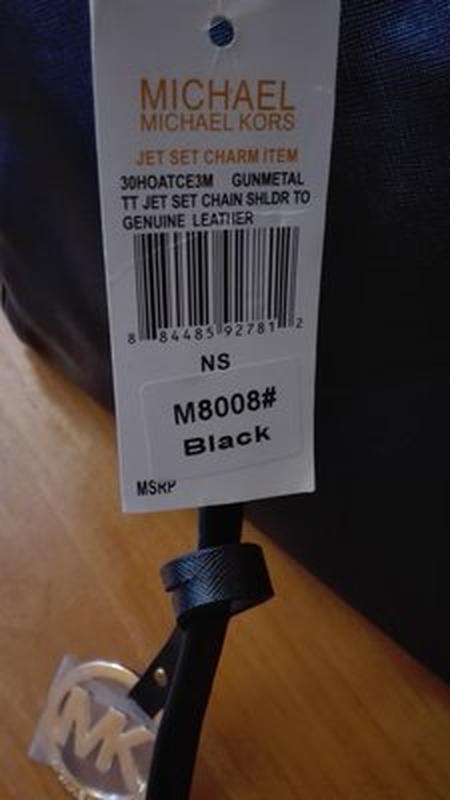 MICHAEL
MICHAEL KORS
JET SET CHARM ITEM
30HOATCE3M GUNMETAL
TT JET SET CHAIN SHLDR TO
GENUINE LEATHER
8 84485 92781 2
NS
M8008#
Black
MSRP
MK